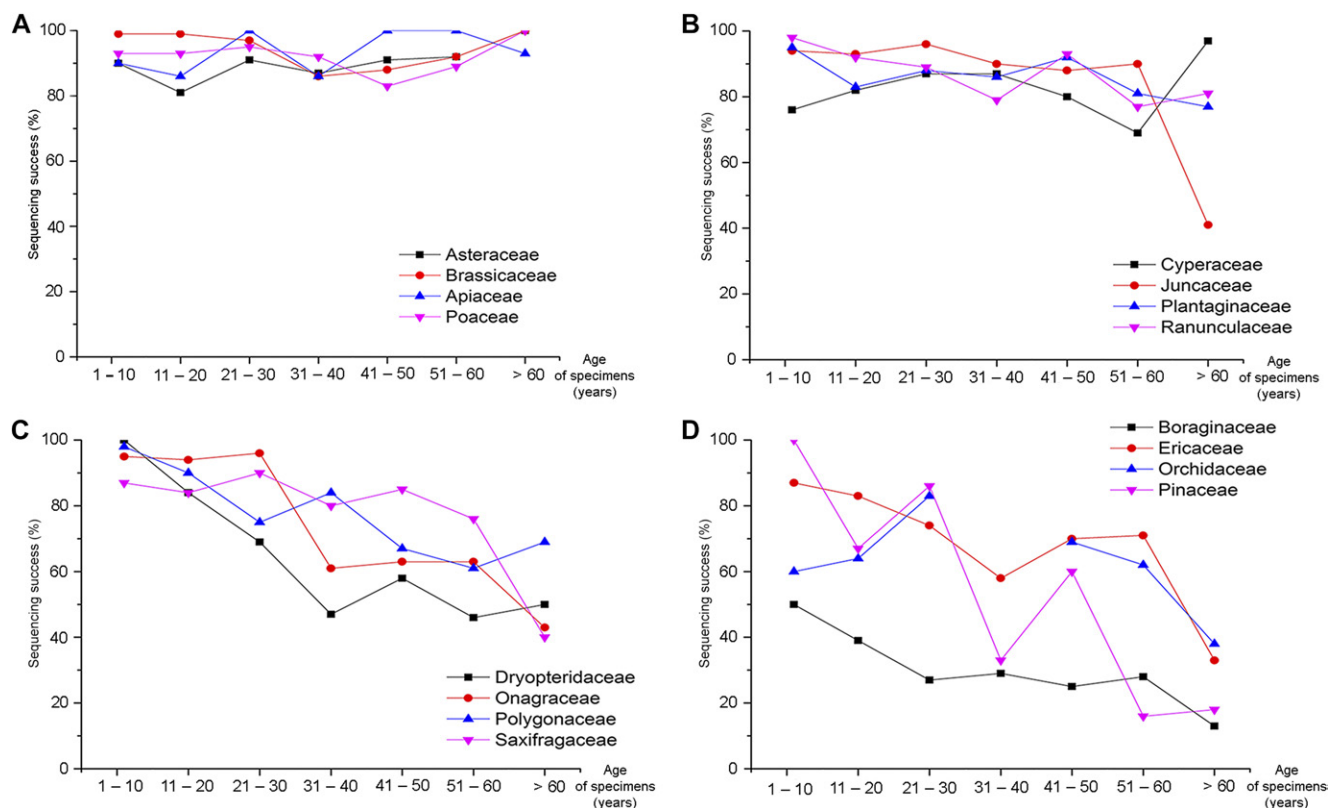 A
100
80
60
40
20
0
Sequencing success (%)
Asteraceae
Brassicaceae
Apiaceae
Poaceae
1 – 10 11 – 20 21 – 30 31 – 40 41 – 50 51 – 60 > 60
Age
of specimens
(years)
B
100
80
60
40
20
0
Sequencing success (%)
Cyperaceae
Juncaceae
Plantaginaceae
Ranunculaceae
1 – 10 11 – 20 21 – 30 31 – 40 41 – 50 51 – 60 > 60
Age
of specimens
(years)
C
100
80
60
40
20
0
Sequencing success (%)
Dryopteridaceae
Onagraceae
Polygonaceae
Saxifragaceae
1 – 10 11 – 20 21 – 30 31 – 40 41 – 50 51 – 60 > 60
Age
of specimens
(years)
D
100
80
60
40
20
0
Sequencing success (%)
Boraginaceae
Ericaceae
Orchidaceae
Pinaceae
1 – 10 11 – 20 21 – 30 31 – 40 41 – 50 51 – 60 > 60
Age
of specimens
(years)